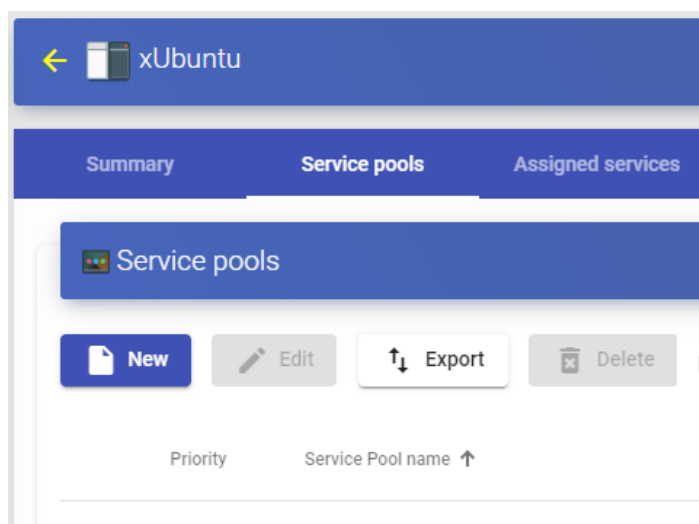 xUbuntu
Summary Service pools Assigned services
Service pools
New Edit Export Delete
Priority Service Pool name